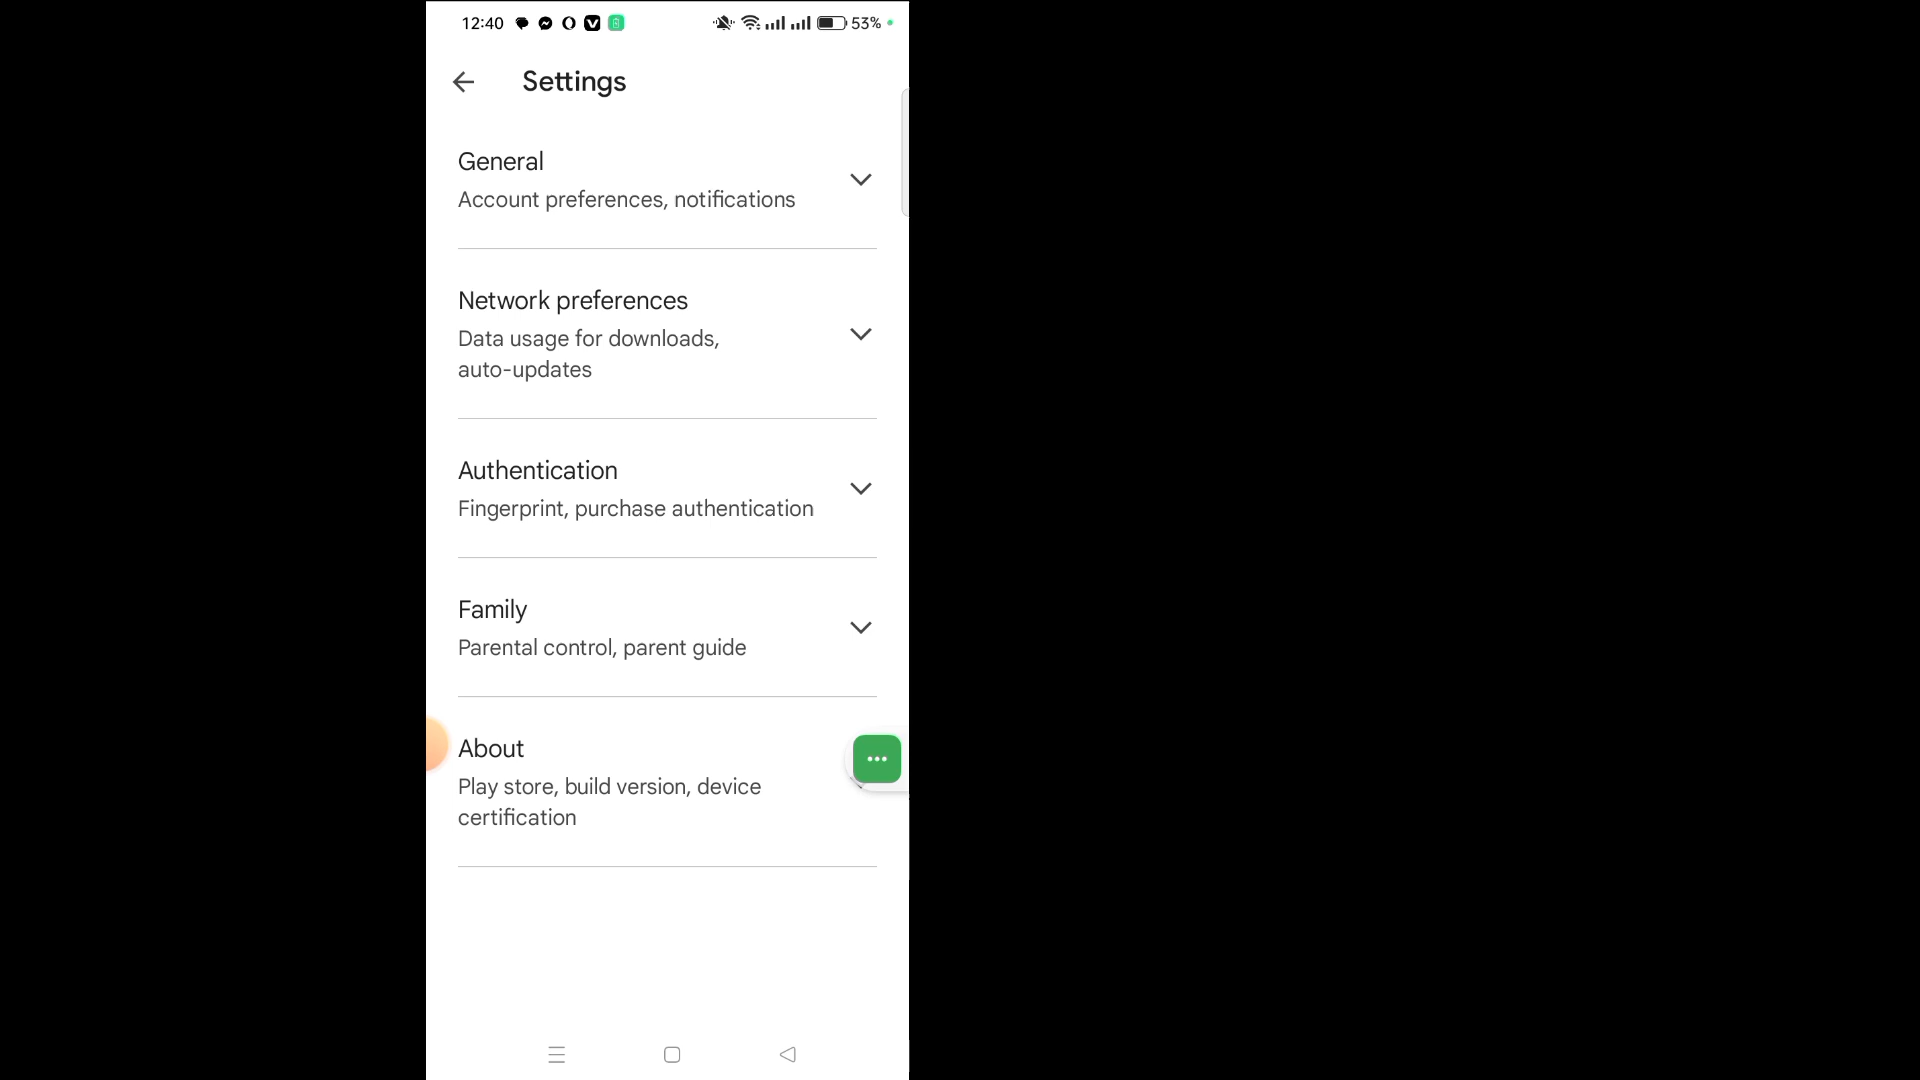 12:40
53%
Settings
General
Account preferences, notifications
Network preferences
Data usage for downloads,
auto-updates
Authentication
Fingerprint, purchase authentication
Family
Parental control, parent guide
About
Play store, build version, device
certification